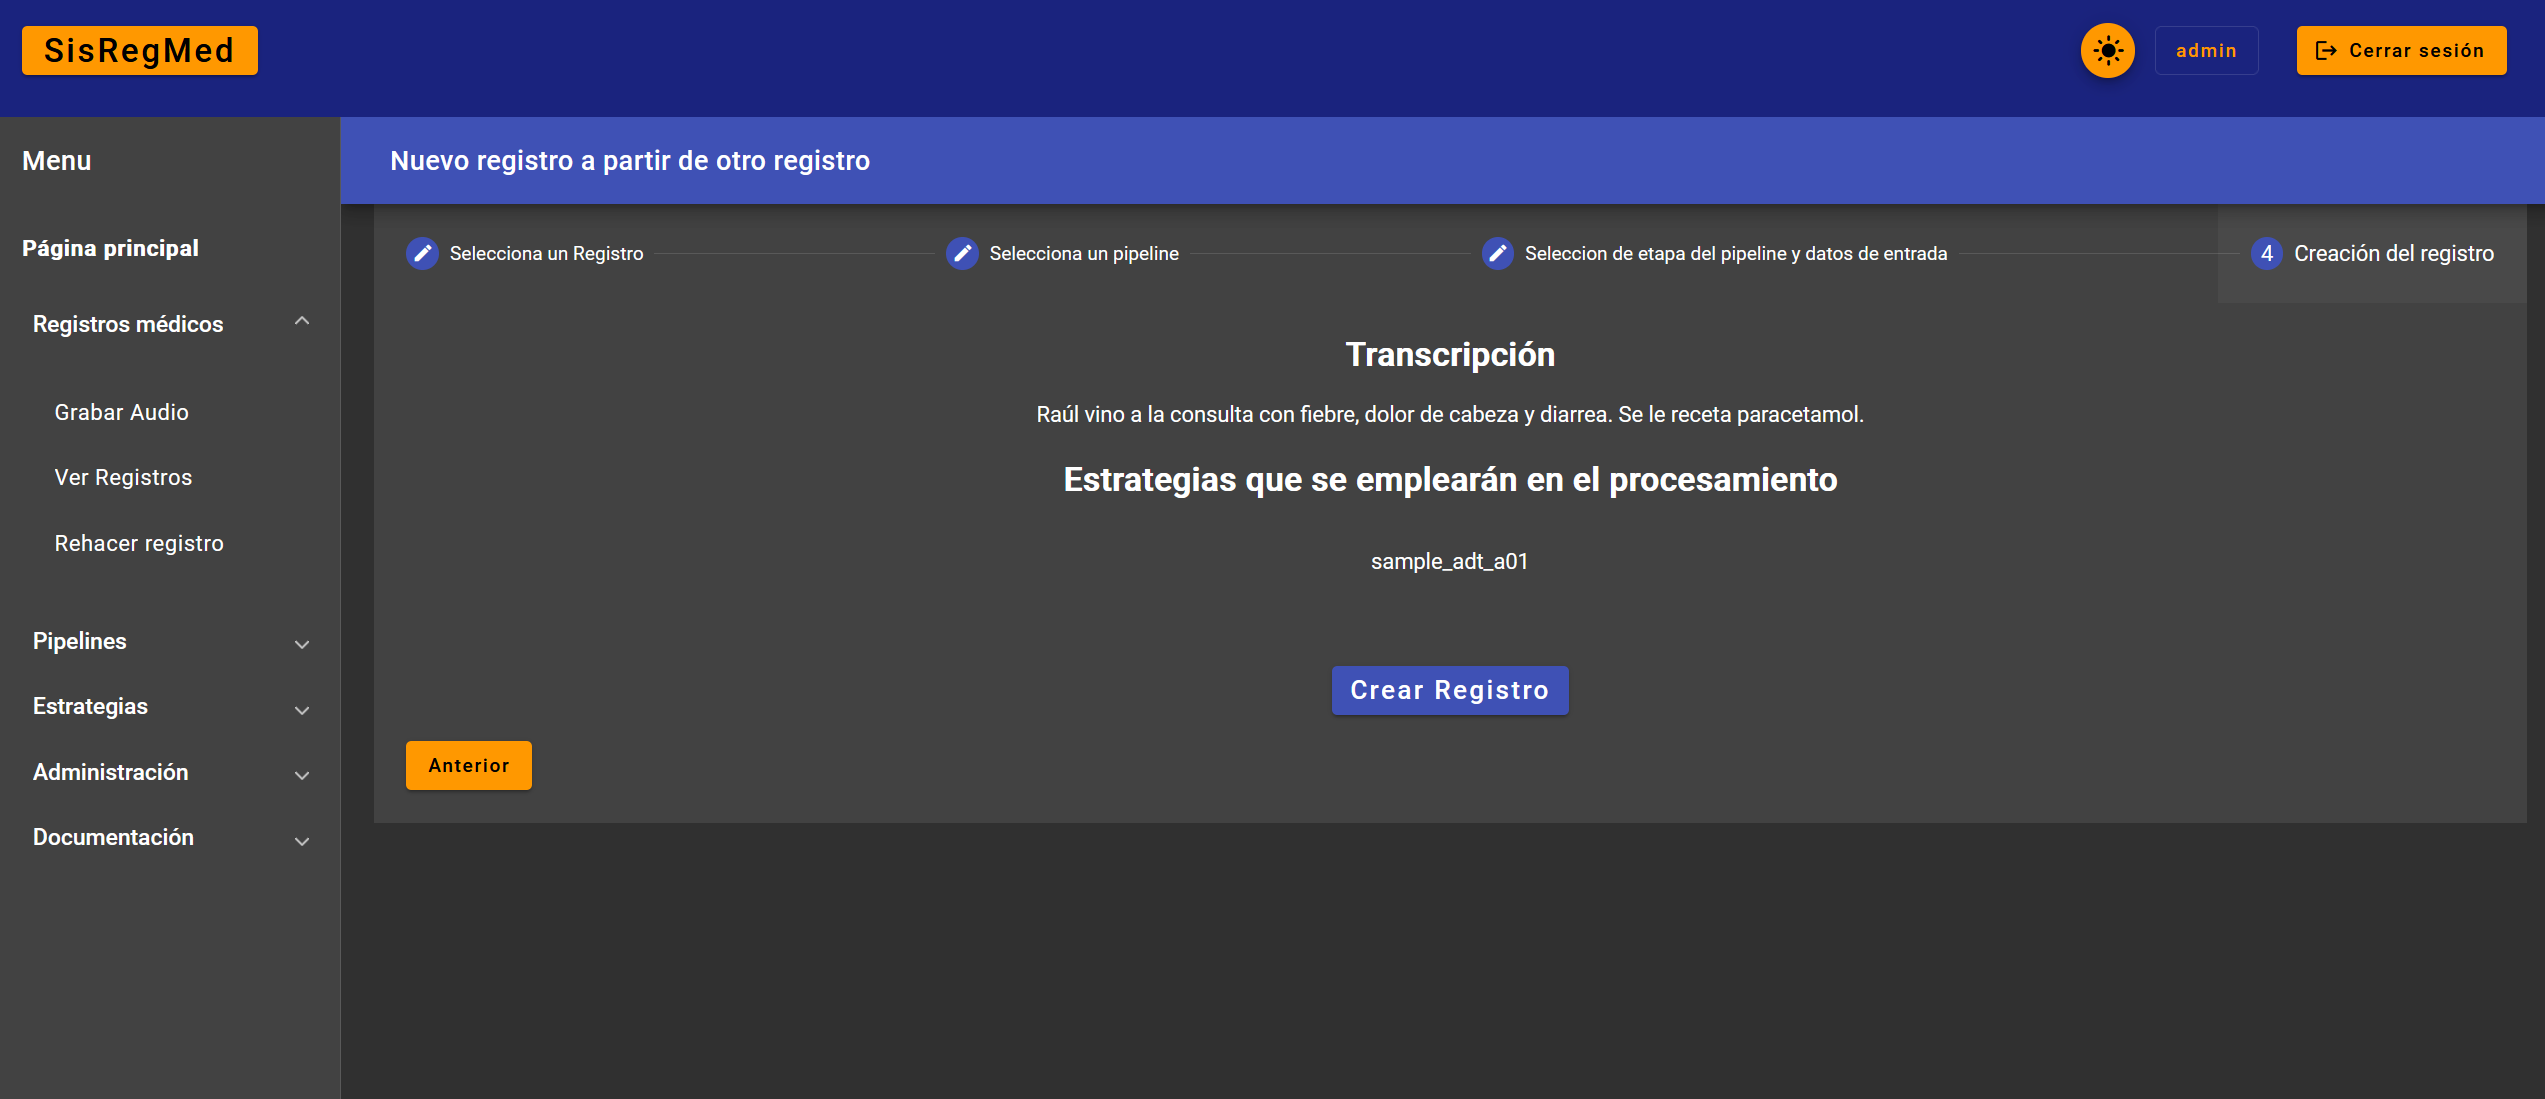 SisRegMed
admin
Cerrar sesión
Menu
Nuevo registro a partir de otro registro
Página principal
Registros médicos
Grabar Audio
Ver Registros
Rehacer registro
Pipelines
Estrategias
Administración
Documentación
Selecciona un Registro
Selecciona un pipeline
Seleccion de etapa del pipeline y datos de entrada
4 Creación del registro
Transcripción
Raúl vino a la consulta con fiebre, dolor de cabeza y diarrea. Se le receta paracetamol.
Estrategias que se emplearán en el procesamiento
sample_adt_a01
Crear Registro
Anterior